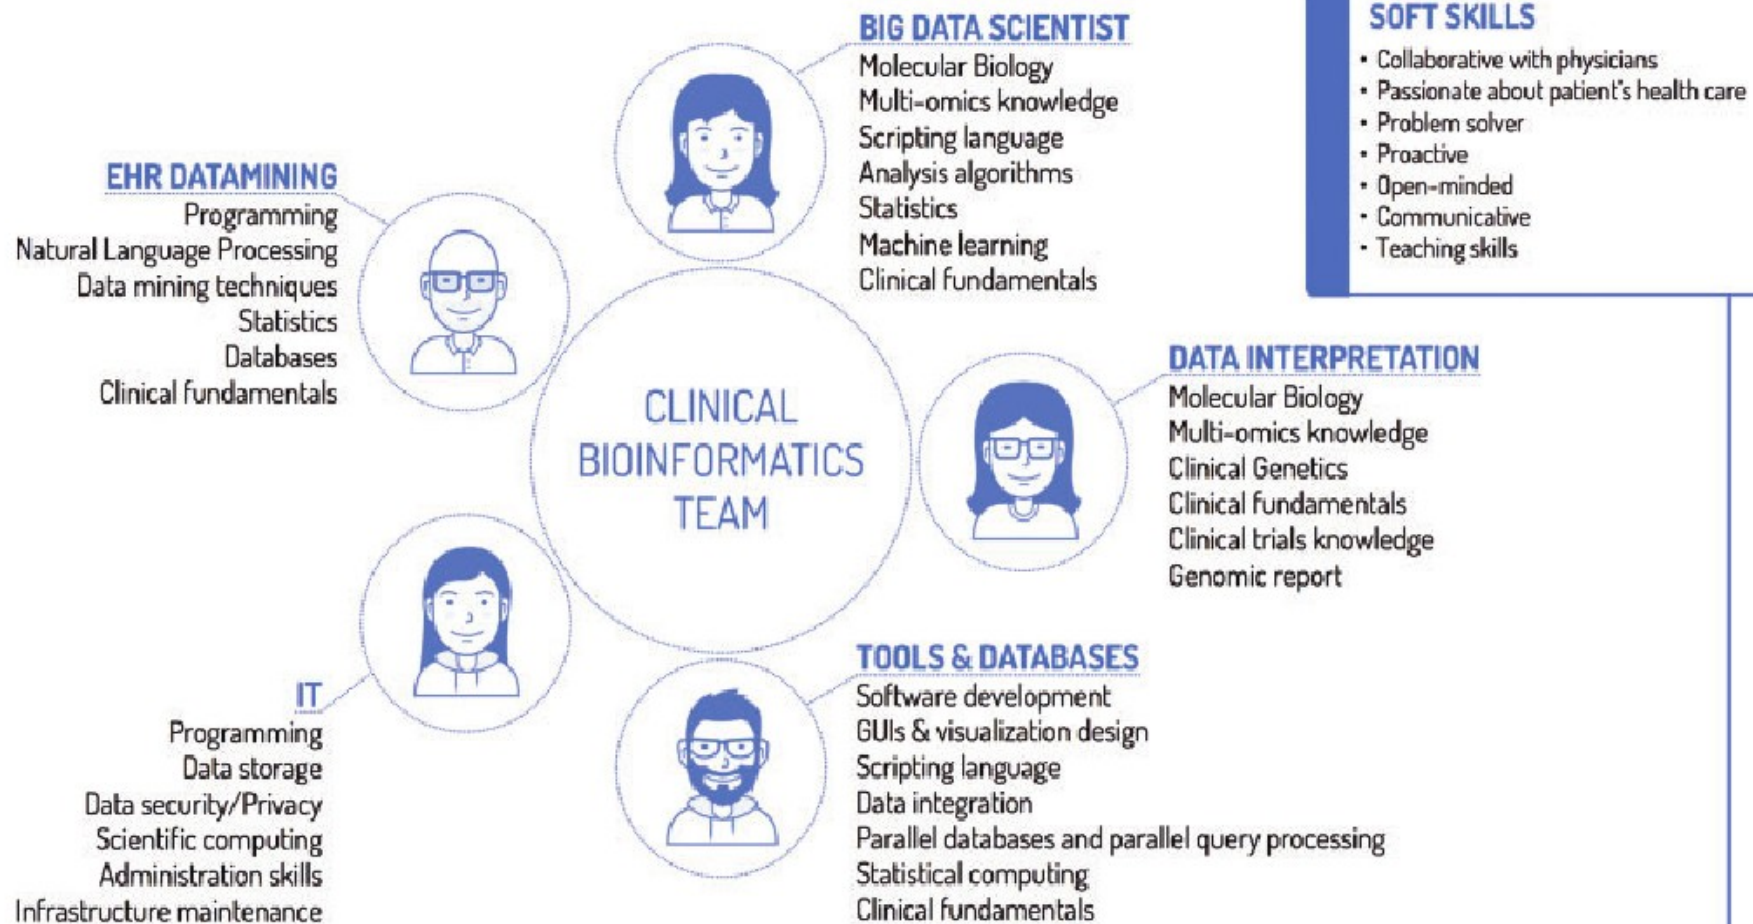 BIG DATA SCIENTIST
Molecular Biology
Multi-omics knowledge
Scripting language
Analysis algorithms
Statistics
Machine learning
Clinical fundamentals
SOFT SKILLS
• Collaborative with physicians
• Passionate about patient's health care
• Problem solver
• Proactive
• Open-minded
• Communicative
• Teaching skills
EHR DATAMINING
Programming
Natural Language Processing
Data mining techniques
Statistics
Databases
Clinical fundamentals
CLINICAL
BIOINFORMATICS
TEAM
DATA INTERPRETATION
Molecular Biology
Multi-omics knowledge
Clinical Genetics
Clinical fundamentals
Clinical trials knowledge
Genomic report
IT
Programming
Data storage
Data security/Privacy
Scientific computing
Administration skills
Infrastructure maintenance
TOOLS & DATABASES
Software development
GUIs & visualization design
Scripting language
Data integration
Parallel databases and parallel query processing
Statistical computing
Clinical fundamentals